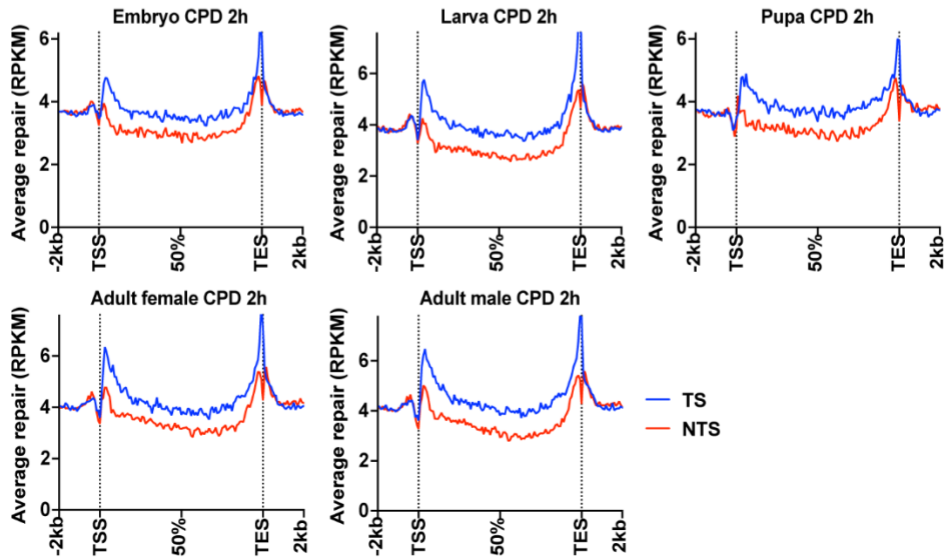 Embryo CPD 2h
Average repair (RPKM)
6
4
2
0
-2kb
TSS
50%
TES
2kb
Larva CPD 2h
Average repair (RPKM)
6
4
2
0
-2kb
TSS
50%
TES
2kb
Pupa CPD 2h
Average repair (RPKM)
6
4
2
0
-2kb
TSS
50%
TES
2kb
Adult female CPD 2h
Average repair (RPKM)
6
4
2
0
-2kb
TSS
50%
TES
2kb
Adult male CPD 2h
Average repair (RPKM)
6
4
2
0
-2kb
TSS
50%
TES
2kb
TS
NTS